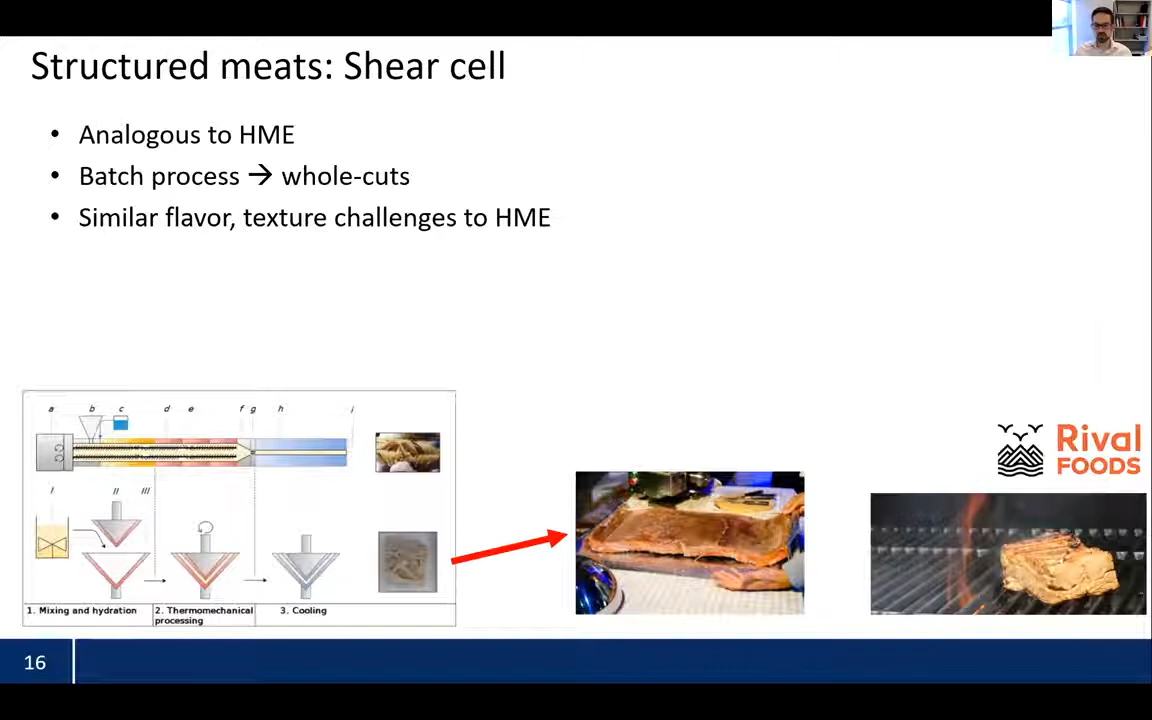 Structured meats: Shear cell
• Analogous to HME
• Batch process → whole-cuts
• Similar flavor, texture challenges to HME
a b c d e f g h i
I II III
1. Mixing and hydration
2. Thermomechanical
processing
3. Cooling
Rival
FOODS
16